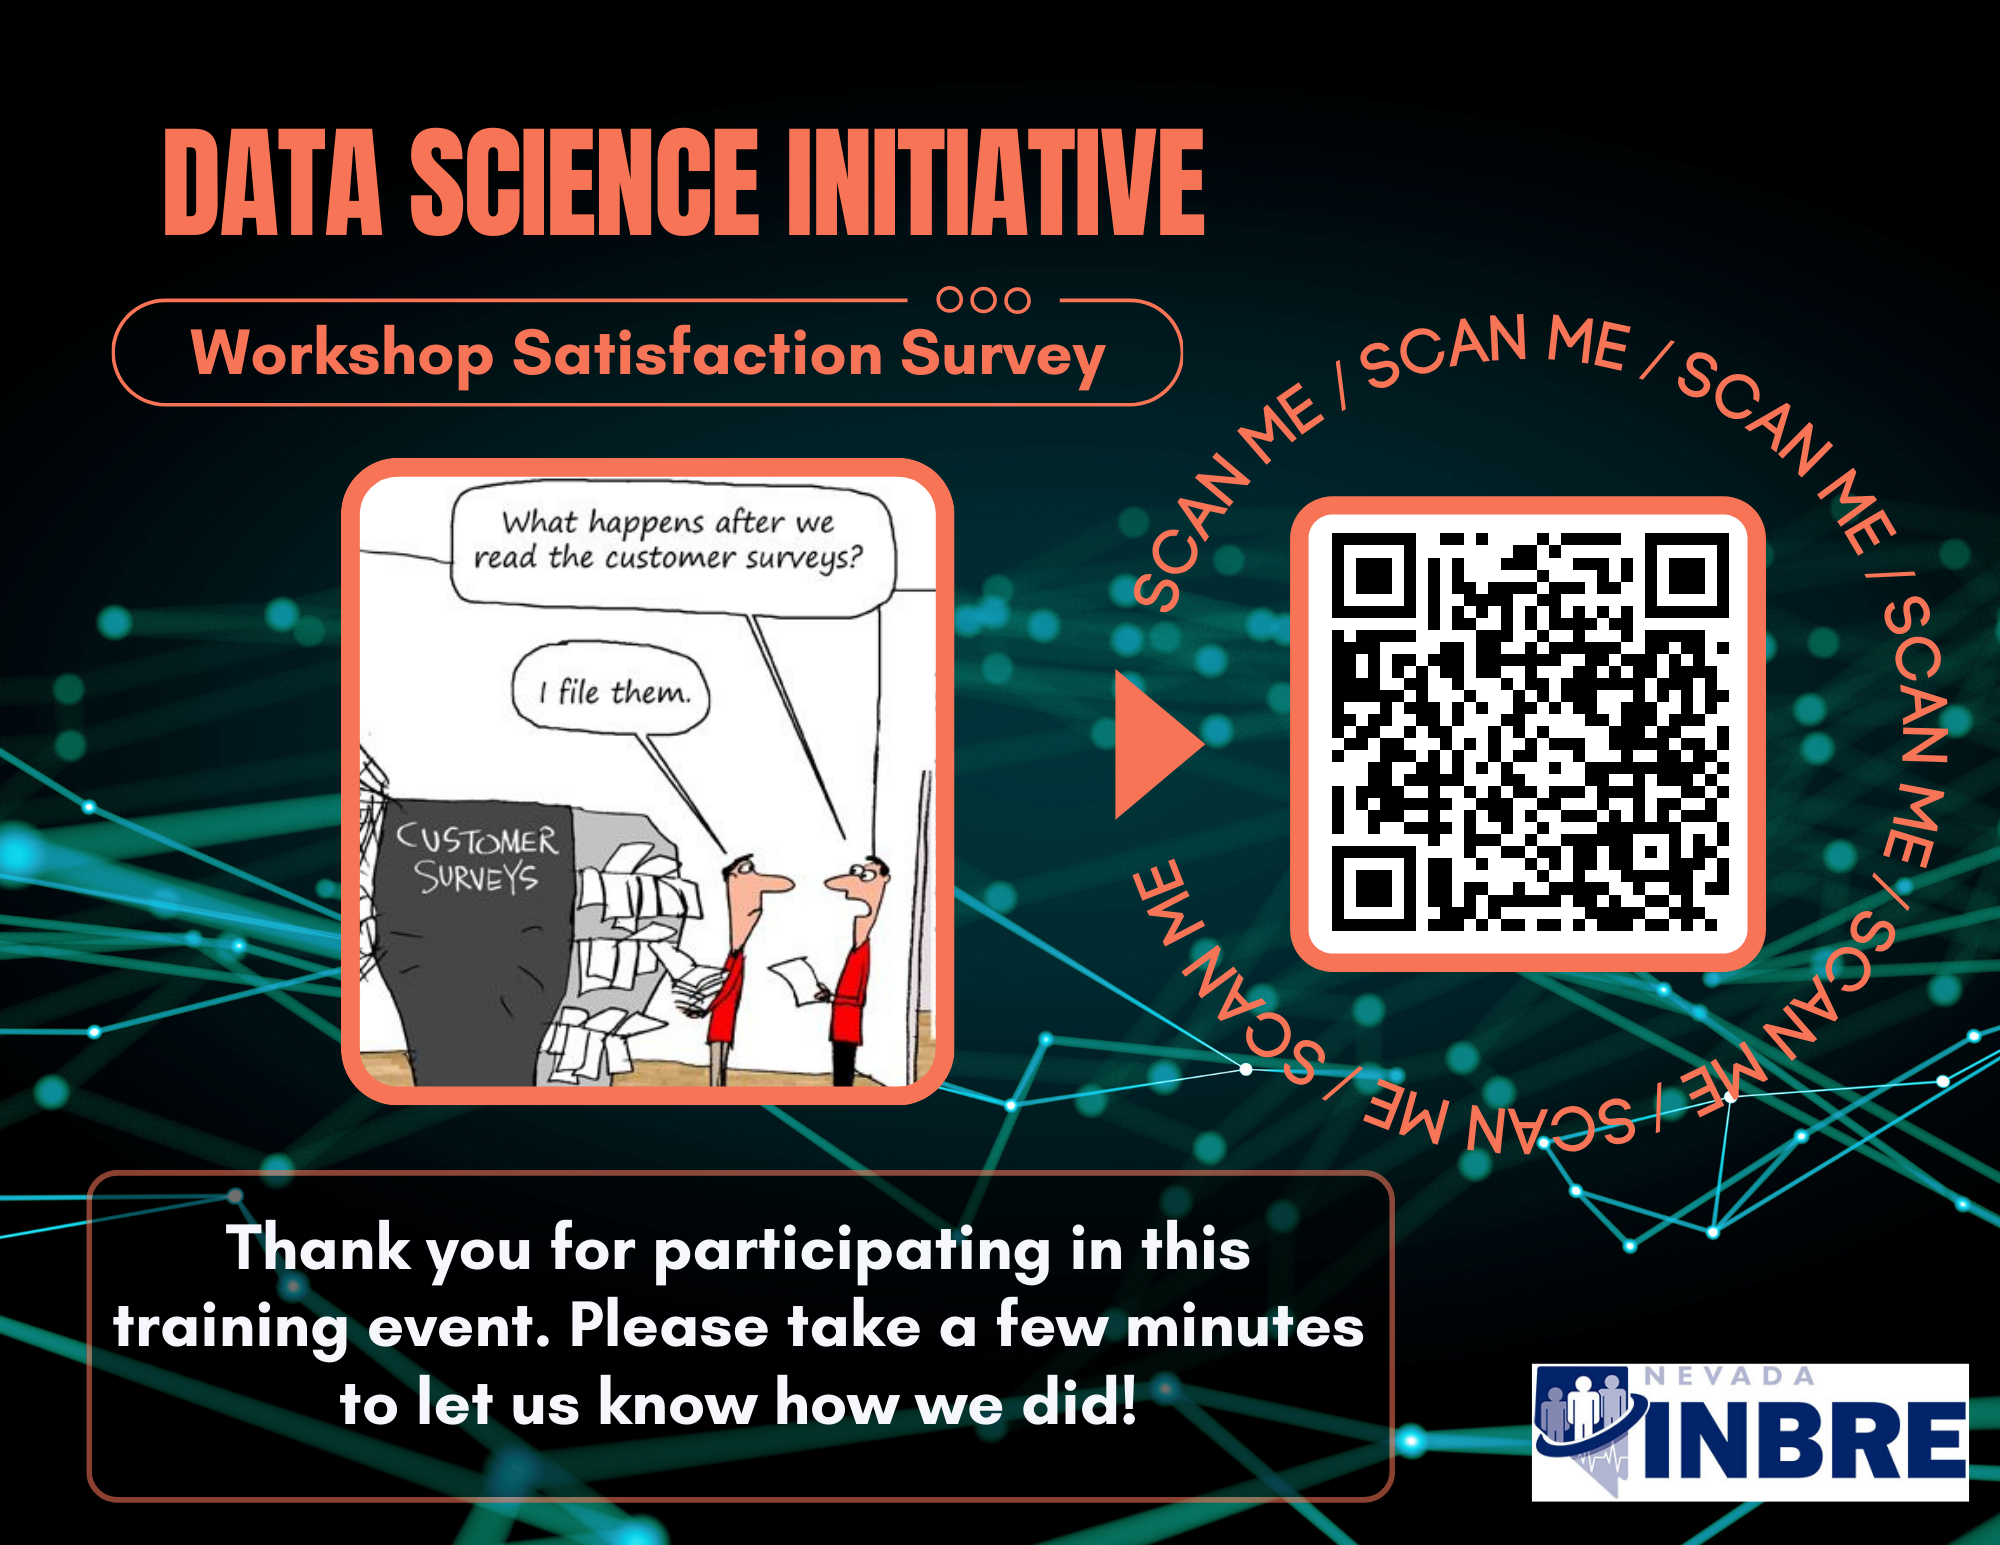 DATA SCIENCE INITIATIVE
Workshop Satisfaction Survey
What happens after we
read the customer surveys?
I file them.
CUSTOMER
SURVEYS
SCAN ME / SCAN ME / SCAN ME / SCAN ME / SCAN ME / SCAN ME / SCAN ME
Thank you for participating in this
training event. Please take a few minutes
to let us know how we did!
NEVADA
INBRE